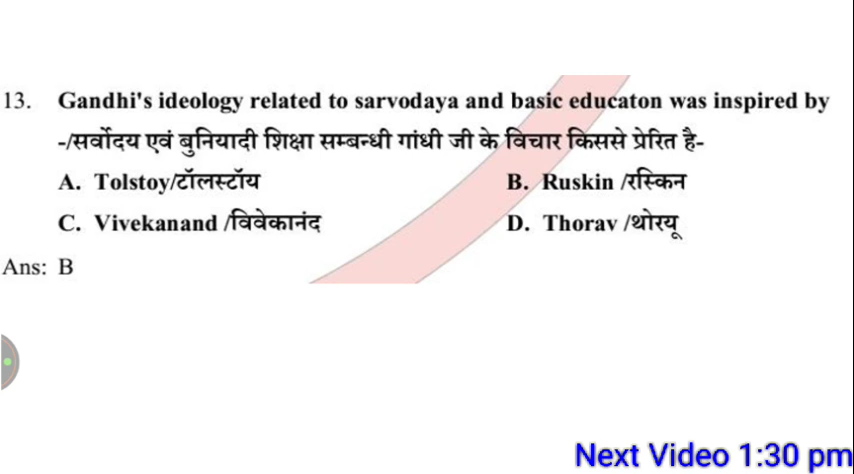 13. Gandhi's ideology related to sarvodaya and basic educaton was inspired by
-/सर्वोदय एवं बुनियादी शिक्षा सम्बन्धी गांधी जी के विचार किससे प्रेरित है-
A. Tolstoy/टॉलस्टॉय B. Ruskin /रस्किन
C. Vivekanand /विवेकानंद D. Thorav /थोरयू
Ans: B
Next Video 1:30 pm